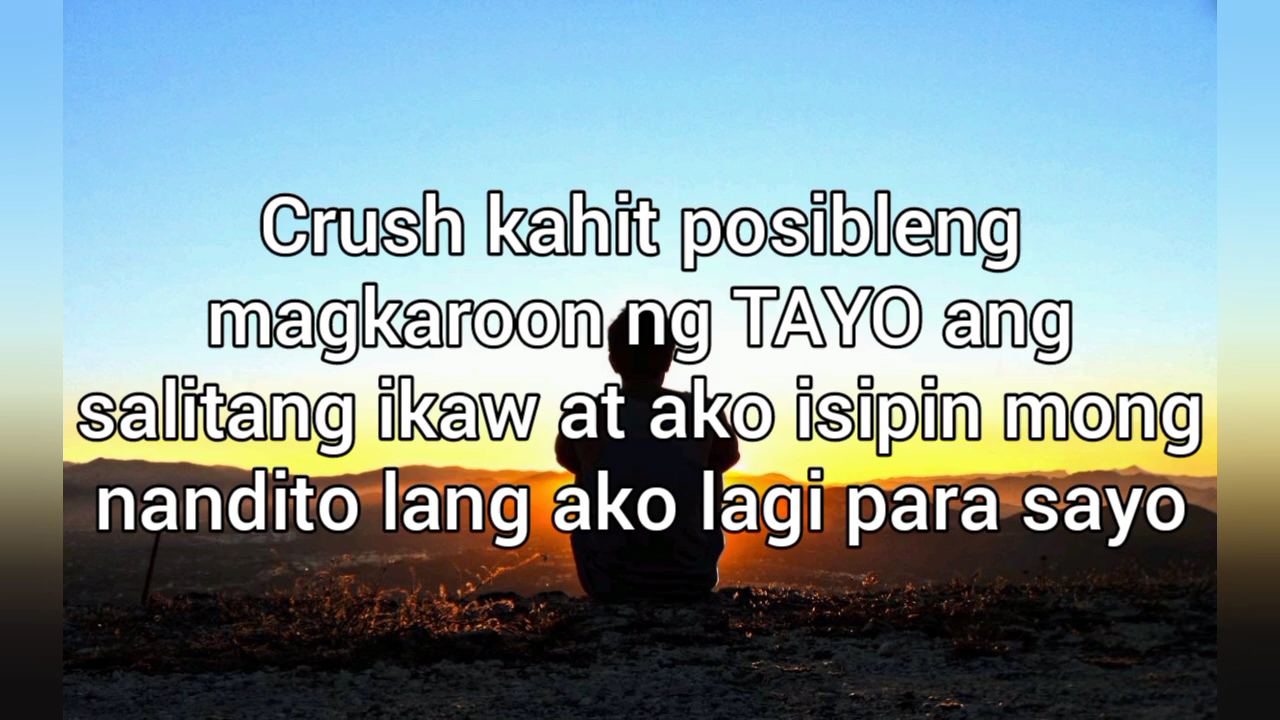 Crush kahit posibleng
magkaroon ng TAYO ang
salitang ikaw at ako isipin mong
nandito lang ako lagi para sayo